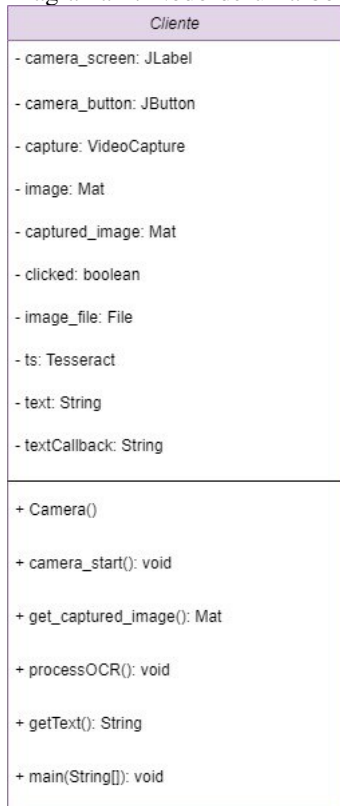 Cliente
- camera_screen: JLabel
- camera_button: JButton
- capture: VideoCapture
- image: Mat
- captured_image: Mat
- clicked: boolean
- image_file: File
- ts: Tesseract
- text: String
- textCallback: String
+ Camera()
+ camera_start(): void
+ get_captured_image(): Mat
+ processOCR(): void
+ getText(): String
+ main(String[]): void